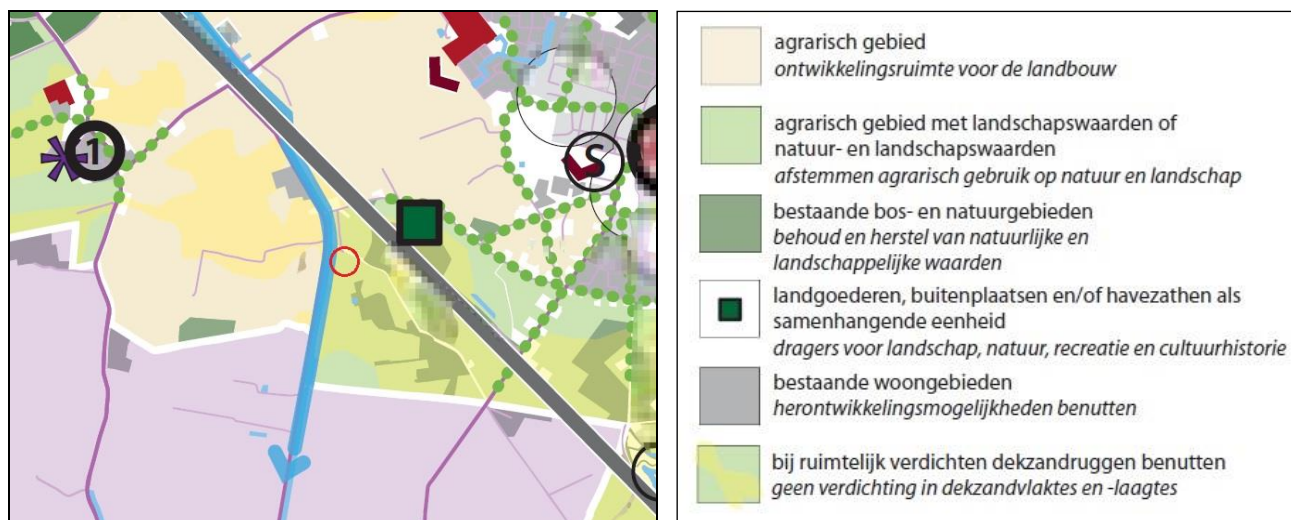 1
S
agrarisch gebied
ontwikkelingsruimte voor de landbouw
agrarisch gebied met landschapswaarden of
natuur- en landschapswaarden
afstemmen agrarisch gebruik op natuur en landschap
bestaande bos- en natuurgebieden
behoud en herstel van natuurlijke en
landschappelijke waarden
landgoederen, buitenplaatsen en/of havezathen als
samenhangende eenheid
dragers voor landschap, natuur, recreatie en cultuurhistorie
bestaande woongebieden
herontwikkelingsmogelijkheden benutten
bij ruimtelijk verdichten dekzandruggen benutten
geen verdichting in dekzandvlaktes en -laagtes